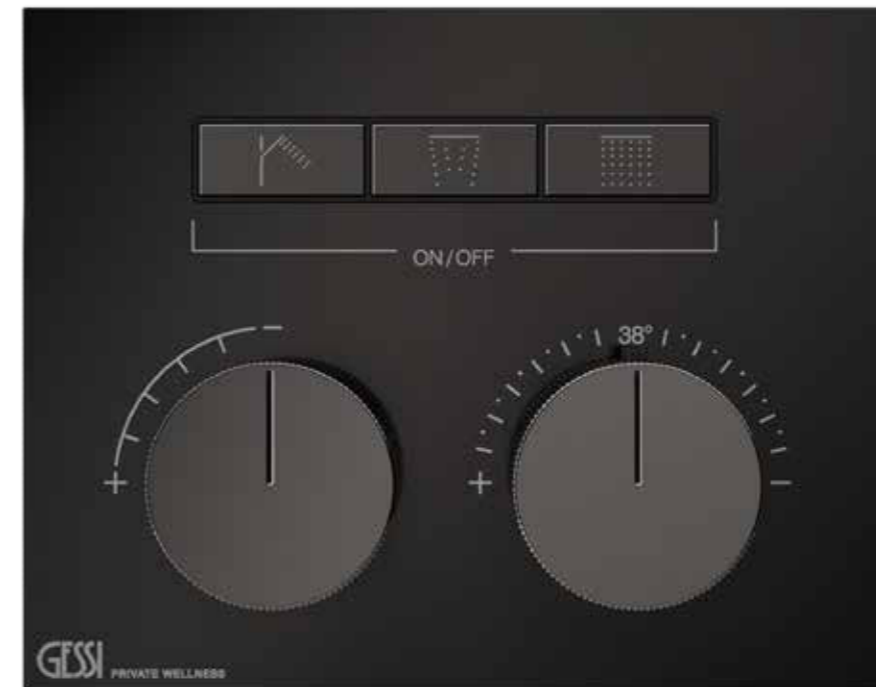 ON/OFF
38°
- 
+ + -
GESSI PRIVATE WELLNESS